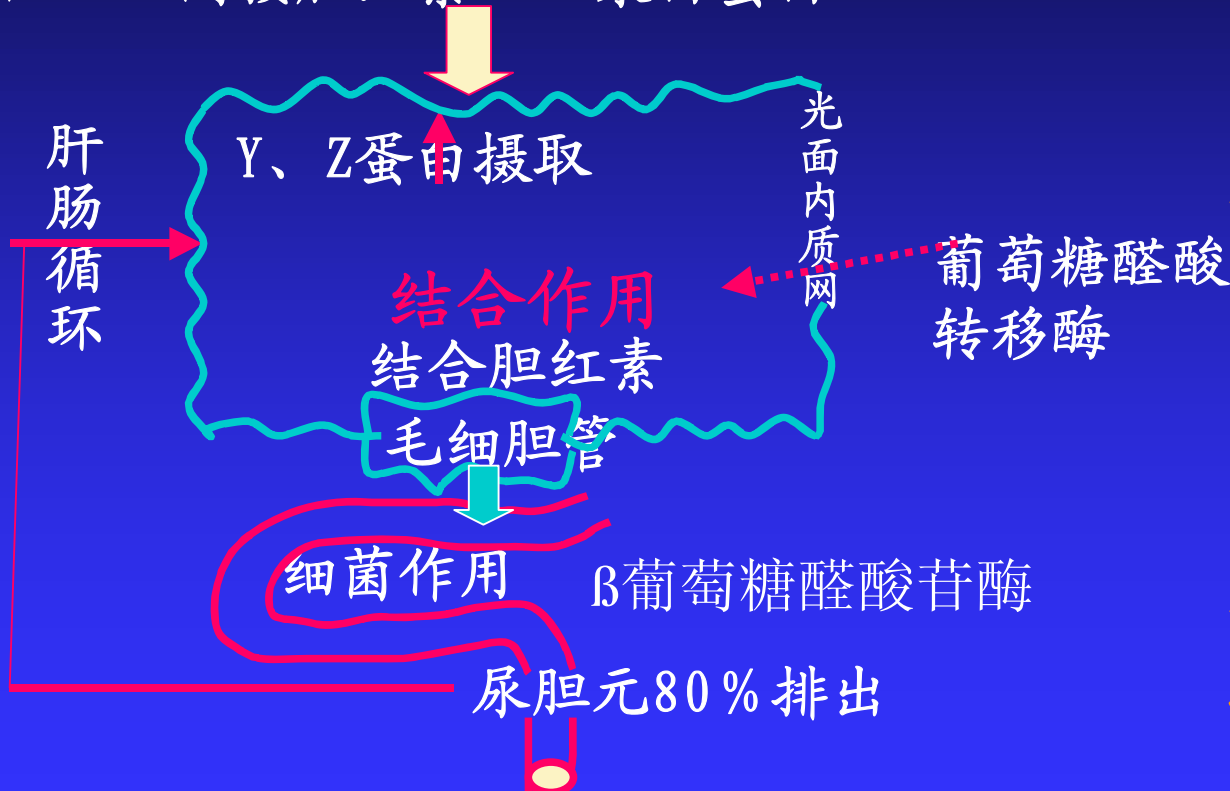 肝肠循环
Y、Z蛋白摄取
光面内质网
结合作用
葡萄糖醛酸
转移酶
结合胆红素
毛细胆管
细菌作用
ß葡萄糖醛酸苷酶
尿胆元80%排出